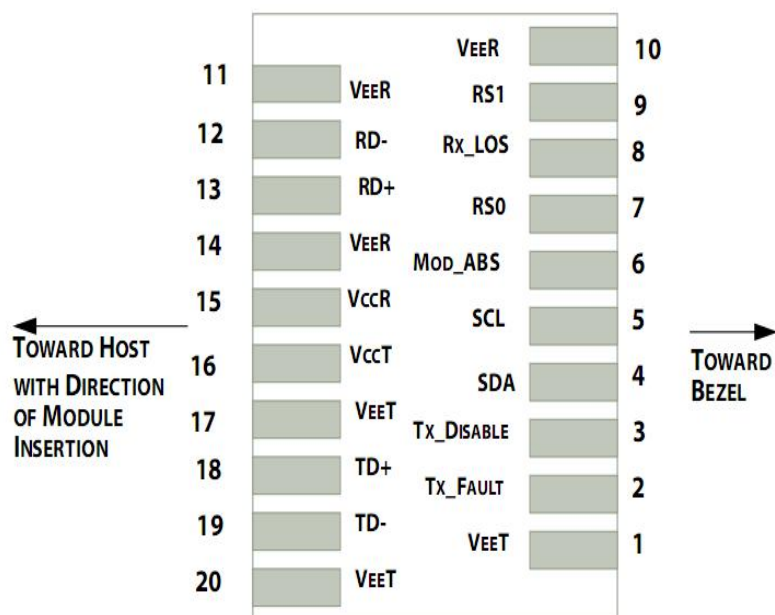 VEER 10
11 VEER
RS1 9
12 RD-
RX_LOS 8
13 RD+
RS0 7
14 VEER
MOD_ABS 6
15 VCCR
SCL 5
TOWARD HOST
WITH DIRECTION
OF MODULE
INSERTION
16 VCCT
SDA 4
TOWARD
BEZEL
17 VEET
TX_DISABLE 3
18 TD+
TX_FAULT 2
19 TD-
VEET 1
20 VEET